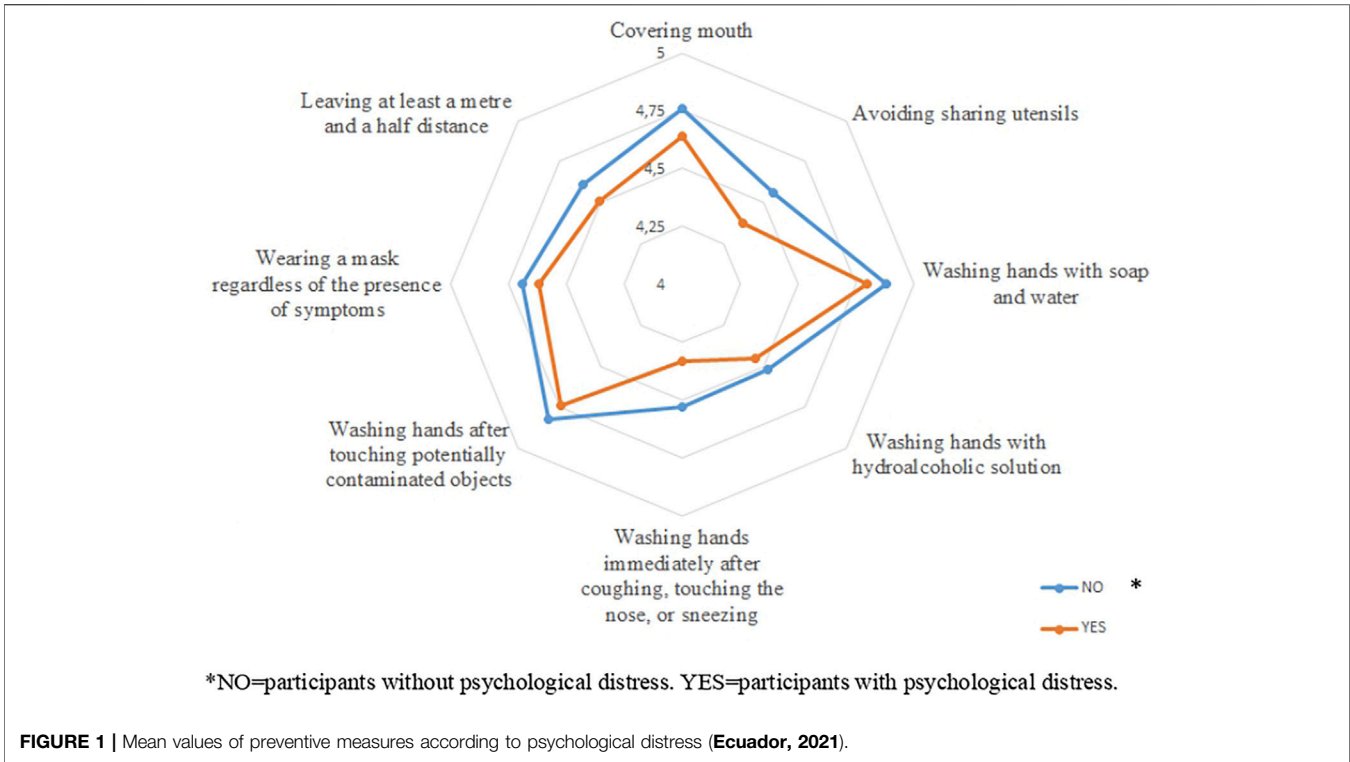 Covering mouth
5
4,75
4,5
4,25
4
Avoiding sharing utensils
Washing hands with soap
and water
Washing hands with
hydroalcoholic solution
Washing hands
immediately after
coughing, touching the
nose, or sneezing
Washing hands after
touching potentially
contaminated objects
Wearing a mask
regardless of the presence
of symptoms
Leaving at least a metre
and a half distance
NO *
YES
*NO=participants without psychological distress. YES=participants with psychological distress.
FIGURE 1 | Mean values of preventive measures according to psychological distress (Ecuador, 2021).